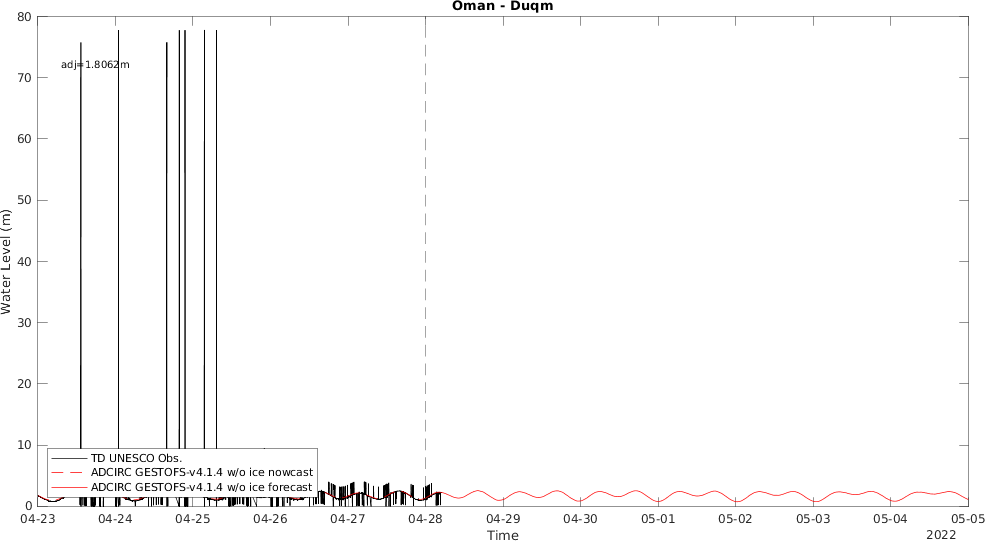 Oman - Duqm
80
70
60
50
40
30
20
10
0
Water Level (m)
adj=1.8062m
TD UNESCO Obs.
ADCIRC GESTOFS-v4.1.4 w/o ice nowcast
ADCIRC GESTOFS-v4.1.4 w/o ice forecast
04-23 04-24 04-25 04-26 04-27 04-28 04-29 04-30 05-01 05-02 05-03 05-04 05-05
Time
2022